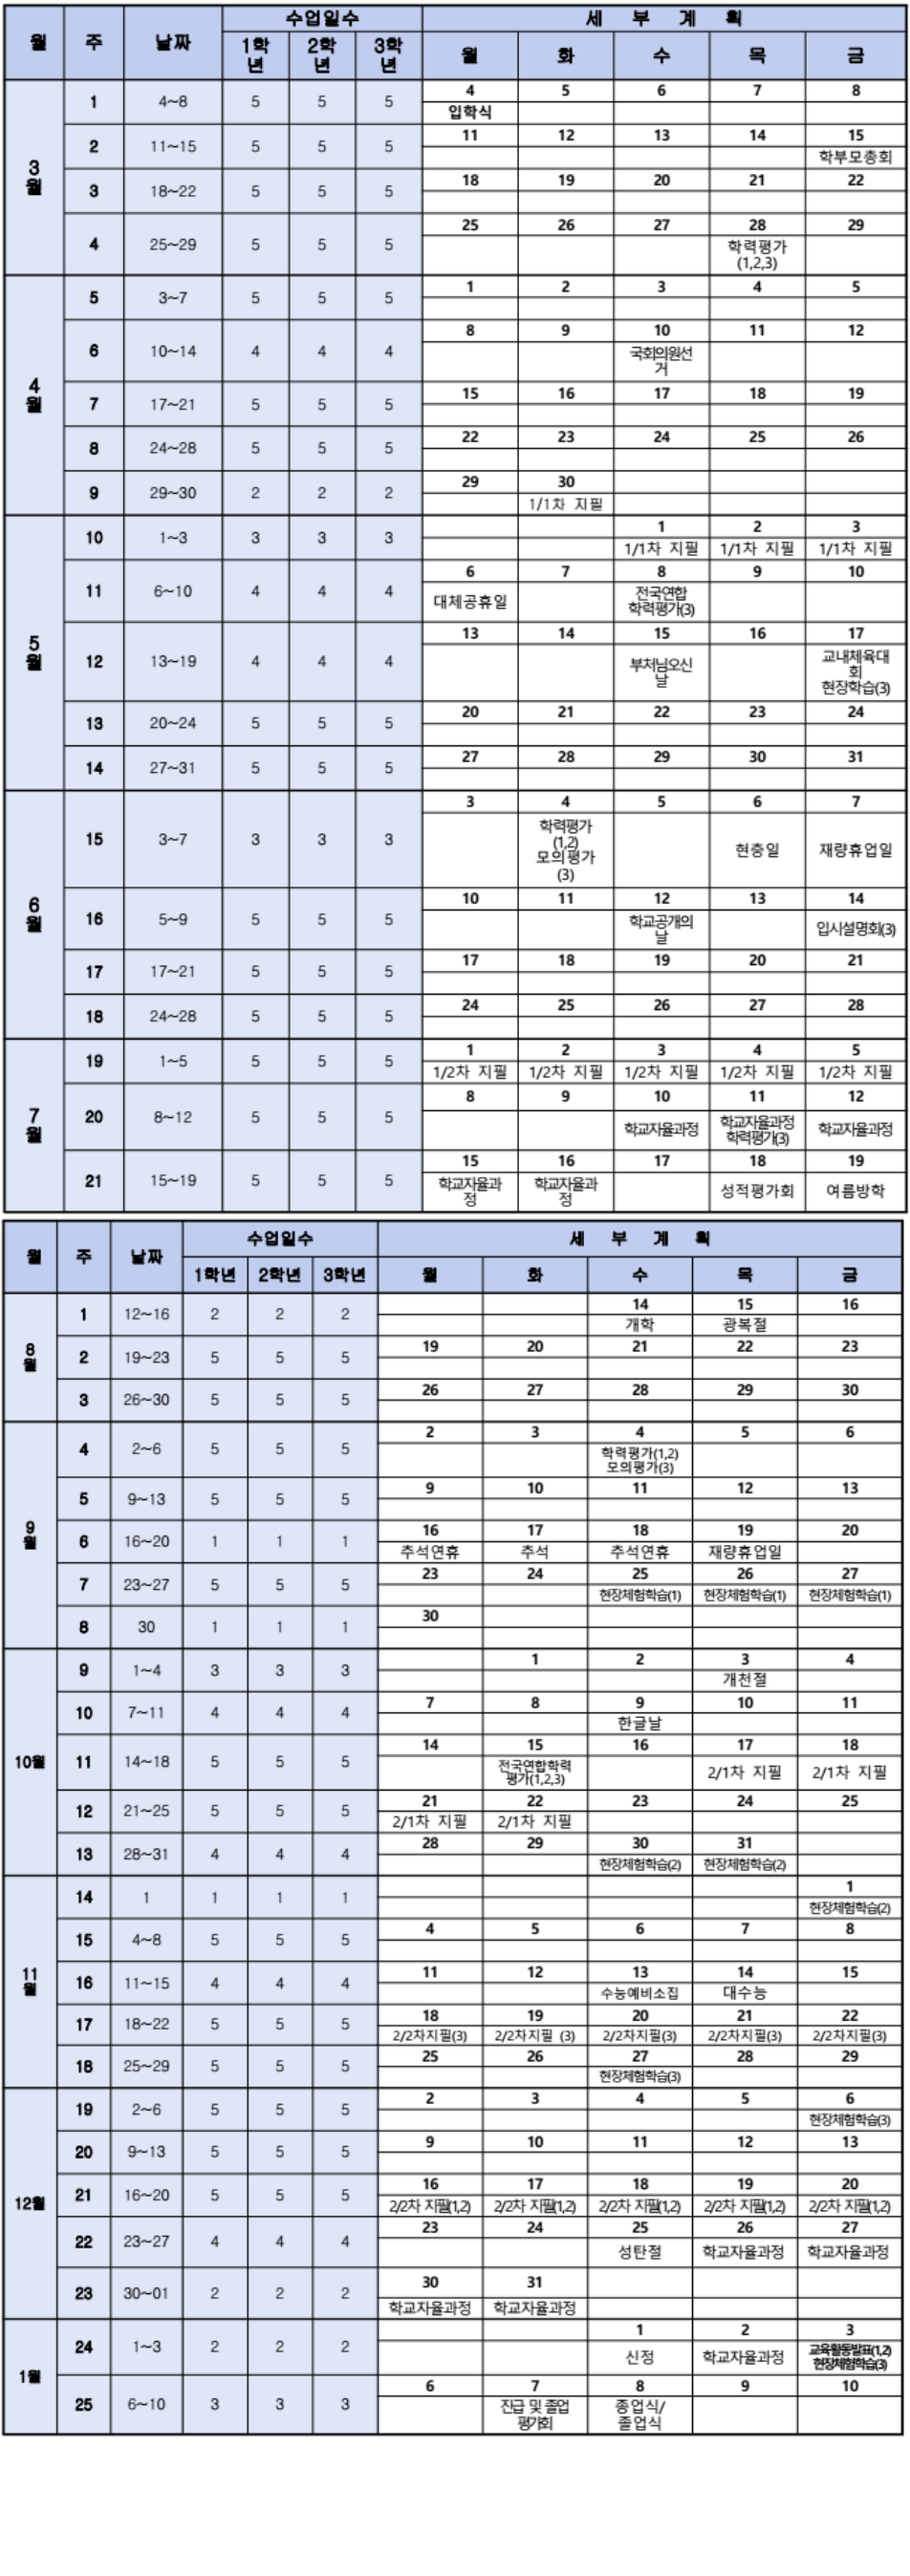 월 주 날짜 수업일수 세 부 계 획
1학년 2학년 3학년 월 화 수 목 금
3월
1 4~8 5 5 5 4 5 6 7 8
입학식
2 11~15 5 5 5 11 12 13 14 15
학부모총회
3 18~22 5 5 5 18 19 20 21 22
4 25~29 5 5 5 25 26 27 28 29
학력평가
(1,2,3)
4월
5 3~7 5 5 5 1 2 3 4 5
6 10~14 4 4 4 8 9 10 11 12
국회의원선
거
7 17~21 5 5 5 15 16 17 18 19
8 24~28 5 5 5 22 23 24 25 26
9 29~30 2 2 2 29 30
1/1차 지필
5월
10 1~3 3 3 3 1 2 3
1/1차 지필 1/1차 지필 1/1차 지필
11 6~10 4 4 4 6 7 8 9 10
대체공휴일 전국연합
학력평가(3)
12 13~19 4 4 4 13 14 15 16 17
부처님오신
날
교내체육대
회
현장학습(3)
13 20~24 5 5 5 20 21 22 23 24
14 27~31 5 5 5 27 28 29 30 31
6월
15 3~7 3 3 3 3 4 5 6 7
학력평가
(1,2)
모의평가
(3)
현충일 재량휴업일
16 5~9 5 5 5 10 11 12 13 14
학교공개의
날
입시설명회(3)
17 17~21 5 5 5 17 18 19 20 21
18 24~28 5 5 5 24 25 26 27 28
7월
19 1~5 5 5 5 1 2 3 4 5
1/2차 지필 1/2차 지필 1/2차 지필 1/2차 지필 1/2차 지필
20 8~12 5 5 5 8 9 10 11 12
학교자율과정 학교자율과정
학력평가(3)
학교자율과정
21 15~19 5 5 5 15 16 17 18 19
학교자율과
정
학교자율과
정
성적평가회 여름방학
월 주 날짜 수업일수 세 부 계 획
1학년 2학년 3학년 월 화 수 목 금
8월
1 12~16 2 2 2 14 15 16
개학 광복절
2 19~23 5 5 5 19 20 21 22 23
3 26~30 5 5 5 26 27 28 29 30
9월
4 2~6 5 5 5 2 3 4 5 6
학력평가(1,2)
모의평가(3)
5 9~13 5 5 5 9 10 11 12 13
6 16~20 1 1 1 16 17 18 19 20
추석연휴 추석 추석연휴 재량휴업일
7 23~27 5 5 5 23 24 25 26 27
현장체험학습(1) 현장체험학습(1) 현장체험학습(1)
8 30 1 1 1 30
10월
9 1~4 3 3 3 1 2 3 4
개천절
10 7~11 4 4 4 7 8 9 10 11
한글날
11 14~18 5 5 5 14 15 16 17 18
전국연합학력
평가(1,2,3)
2/1차 지필 2/1차 지필
12 21~25 5 5 5 21 22 23 24 25
2/1차 지필 2/1차 지필
13 28~31 4 4 4 28 29 30 31
현장체험학습(2) 현장체험학습(2)
11월
14 1 1 1 1 1
현장체험학습(2)
15 4~8 5 5 5 4 5 6 7 8
16 11~15 4 4 4 11 12 13 14 15
수능예비소집 대수능
17 18~22 5 5 5 18 19 20 21 22
2/2차지필(3) 2/2차지필 (3) 2/2차지필(3) 2/2차지필(3) 2/2차지필(3)
18 25~29 5 5 5 25 26 27 28 29
현장체험학습(3)
12월
19 2~6 5 5 5 2 3 4 5 6
현장체험학습(3)
20 9~13 5 5 5 9 10 11 12 13
21 16~20 5 5 5 16 17 18 19 20
2/2차 지필(1,2) 2/2차 지필(1,2) 2/2차 지필(1,2) 2/2차 지필(1,2) 2/2차 지필(1,2)
22 23~27 4 4 4 23 24 25 26 27
성탄절 학교자율과정 학교자율과정
23 30~01 2 2 2 30 31
학교자율과정 학교자율과정
1월
24 1~3 2 2 2 1 2 3
신정 학교자율과정 교육활동발표(1,2)
현장체험학습(3)
25 6~10 3 3 3 6 7 8 9 10
진급 및 졸업
평가회
종업식/
졸업식